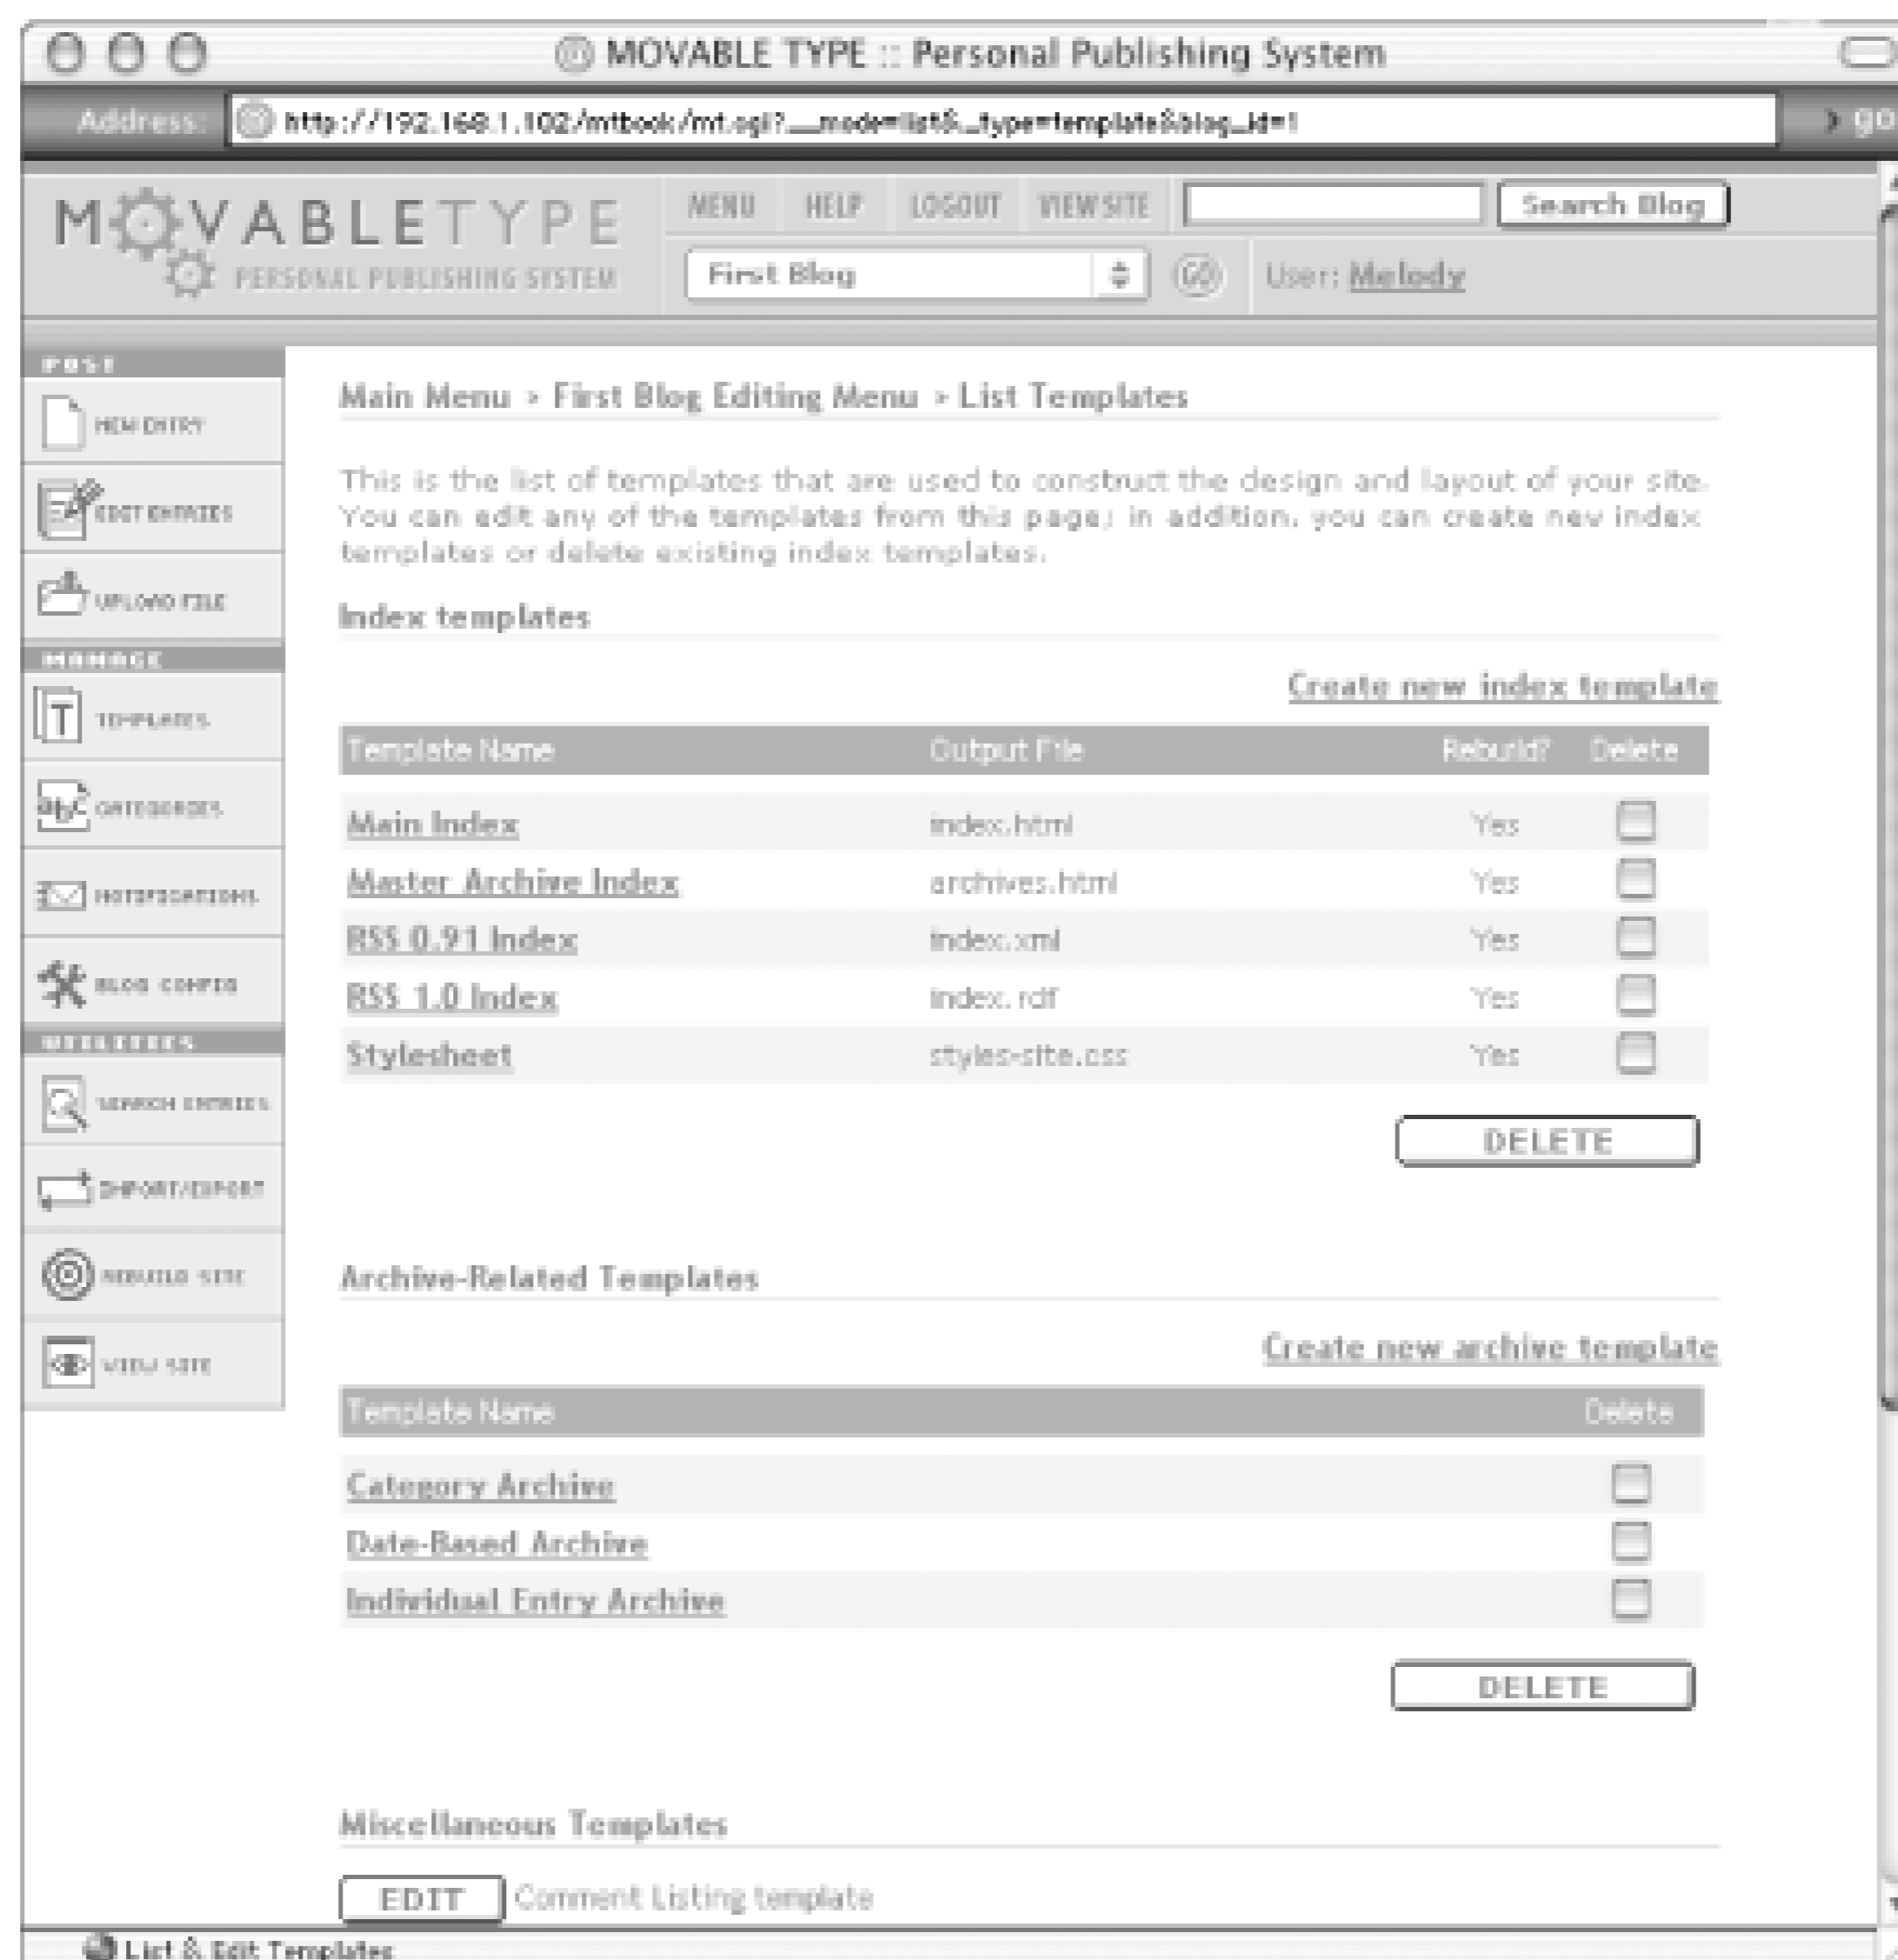 MOVABLE TYPE :: Personal Publishing System
Address: http://192.168.1.102/mtbook/mt.cgi?__mode=list&_type=template&blog_id=1 > go
MOVABLETYPE
PERSONAL PUBLISHING SYSTEM
MENU HELP LOGOUT VIEW SITE Search Blog
First Blog GO User: Melody
POST
NEW ENTRY
EDIT ENTRIES
UPLOAD FILE
MANAGE
T TEMPLATES
abc CATEGORIES
NOTIFICATIONS
BLOG CONFIG
UTILITIES
SEARCH ENTRIES
IMPORT/EXPORT
REBUILD SITE
VIEW SITE
Main Menu > First Blog Editing Menu > List Templates
This is the list of templates that are used to construct the design and layout of your site.
You can edit any of the templates from this page; in addition, you can create new index
templates or delete existing index templates.
Index templates
Create new index template
Template Name Output File Rebuild? Delete
Main Index index.html Yes
Master Archive Index archives.html Yes
RSS 0.91 Index index.xml Yes
RSS 1.0 Index index.rdf Yes
Stylesheet styles-site.css Yes
DELETE
Archive-Related Templates
Create new archive template
Template Name Delete
Category Archive
Date-Based Archive
Individual Entry Archive
DELETE
Miscellaneous Templates
EDIT Comment Listing template
List & Edit Templates